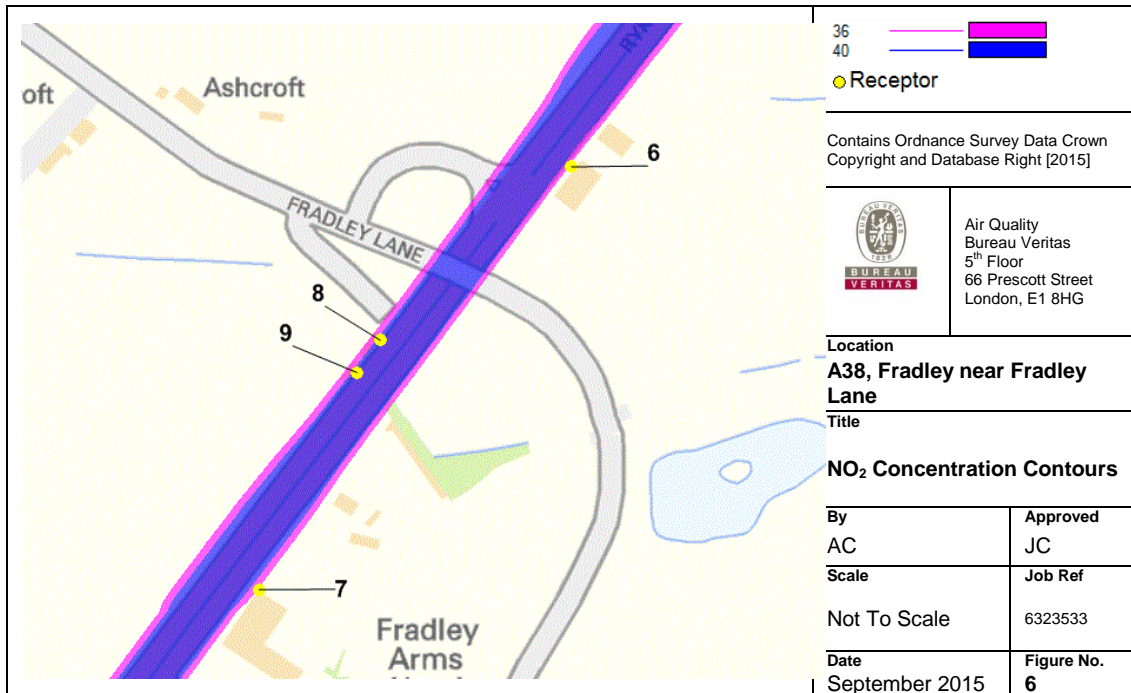 oft
Ashcroft
FRADLEY LANE
6
8
9
7
Fradley
Arms
36
40
Receptor
Contains Ordnance Survey Data Crown
Copyright and Database Right [2015]
BUREAU VERITAS
1828
BUREAU
VERITAS
Air Quality
Bureau Veritas
5th Floor
66 Prescott Street
London, E1 8HG
Location
A38, Fradley near Fradley
Lane
Title
NO₂ Concentration Contours
By
AC
Approved
JC
Scale
Not To Scale
Job Ref
6323533
Date
September 2015
Figure No.
6